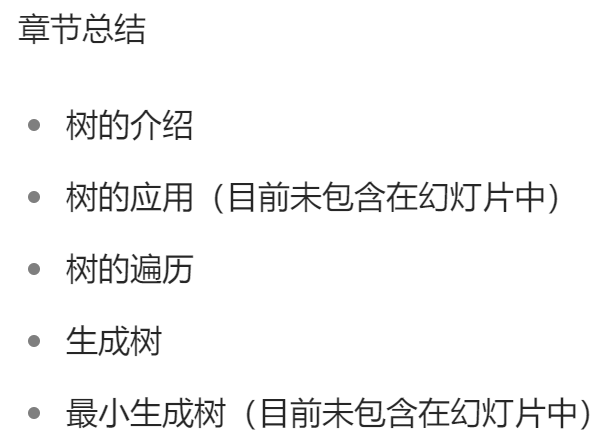 章节总结
树的介绍
树的应用（目前未包含在幻灯片中）
树的遍历
生成树
最小生成树（目前未包含在幻灯片中）